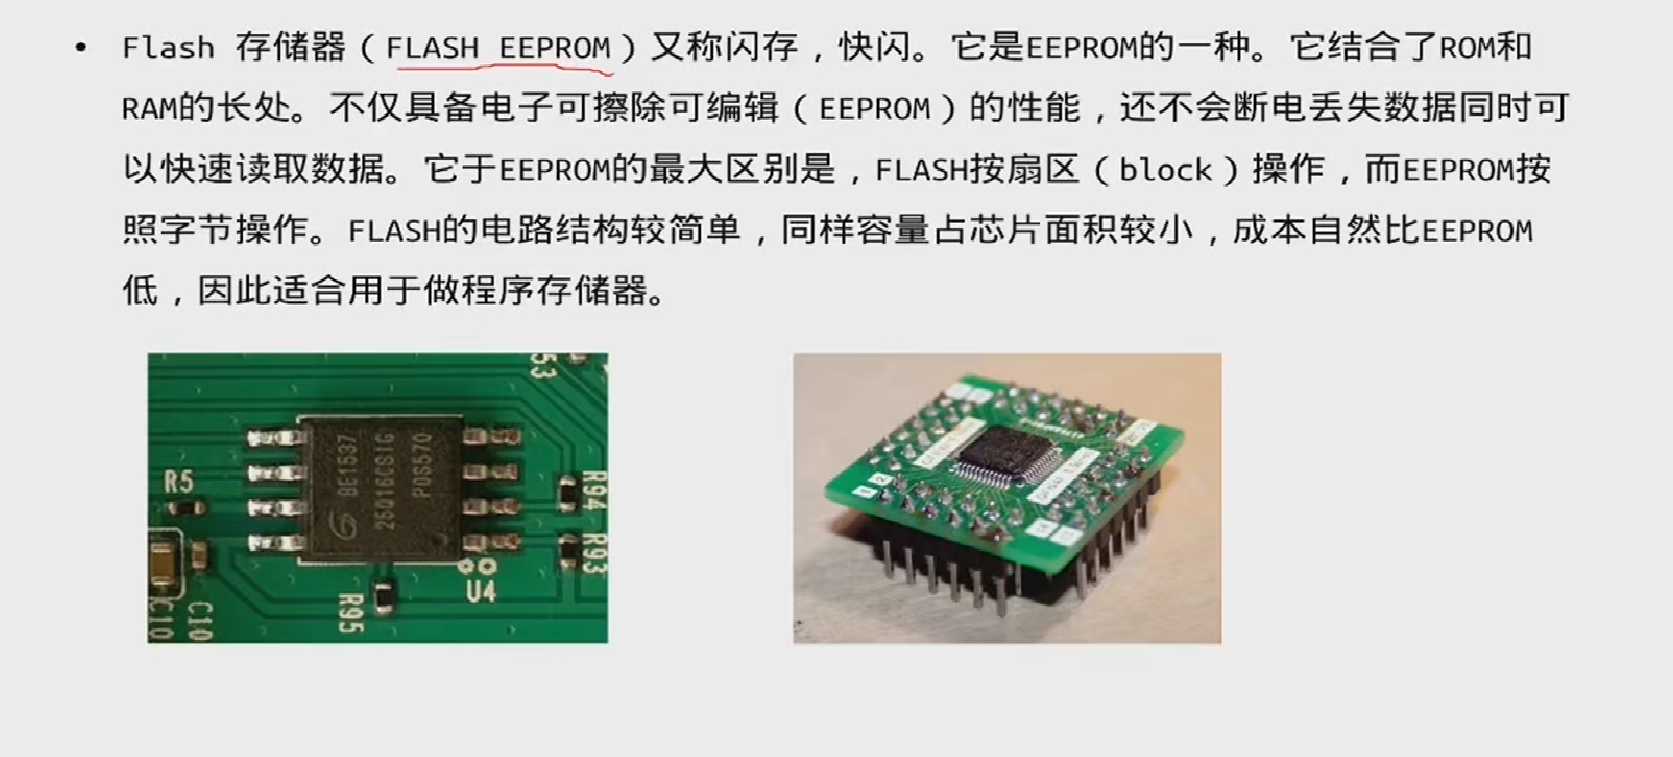 • Flash 存储器（FLASH EEPROM）又称闪存，快闪。它是EEPROM的一种。它结合了ROM和
RAM的长处。不仅具备电子可擦除可编辑（EEPROM）的性能，还不会断电丢失数据同时可
以快速读取数据。它于EEPROM的最大区别是，FLASH按扇区（block）操作，而EEPROM按
照字节操作。FLASH的电路结构较简单，同样容量占芯片面积较小，成本自然比EEPROM
低，因此适合用于做程序存储器。
53
R5
BE1537
25Q16CSIG
P0S570
R94
R93
U4
R95
C10
C10